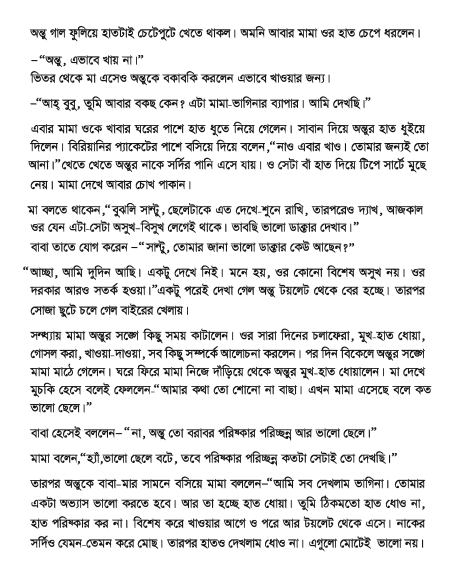 অন্তু গাল ফুলিয়ে হাতটাই চেটেপুটে খেতে থাকল। অমনি আবার মামা ওর হাত চেপে ধরলেন।
–“অন্তু, এভাবে খায় না।”
ভিতর থেকে মা এসেও অন্তুকে বকাবকি করলেন এভাবে খাওয়ার জন্য।
–“আহ্ বুবু, তুমি আবার বকছ কেন? এটা মামা-ভাগিনার ব্যাপার। আমি দেখছি।”
এবার মামা ওকে খাবার ঘরের পাশে হাত ধুতে নিয়ে গেলেন। সাবান দিয়ে অন্তুর হাত ধুইয়ে
দিলেন। বিরিয়ানির প্যাকেটের পাশে বসিয়ে দিয়ে বলেন,“নাও এবার খাও। তোমার জন্যই তো
আনা।”খেতে খেতে অন্তুর নাকে সর্দির পানি এসে যায়। ও সেটা বাঁ হাত দিয়ে টিপে সার্টে মুছে
নেয়। মামা দেখে আবার চোখ পাকান।
মা বলতে থাকেন,“বুঝলি সান্টু, ছেলেটাকে এত দেখে-শুনে রাখি, তারপরেও দ্যাখ, আজকাল
ওর যেন এটা-সেটা অসুখ-বিসুখ লেগেই থাকে। ভাবছি ভালো ডাক্তার দেখাব।”
বাবা তাতে যোগ করেন –“সান্টু, তোমার জানা ভালো ডাক্তার কেউ আছেন?”
“আচ্ছা, আমি দুদিন আছি। একটু দেখে নিই। মনে হয়, ওর কোনো বিশেষ অসুখ নয়। ওর
দরকার আরও সতর্ক হওয়া।”একটু পরেই দেখা গেল অন্তু টয়লেট থেকে বের হচ্ছে। তারপর
সোজা ছুটে চলে গেল বাইরের খেলায়।
সন্ধ্যায় মামা অন্তুর সঙ্গে কিছু সময় কাটালেন। ওর সারা দিনের চলাফেরা, মুখ-হাত ধোয়া,
গোসল করা, খাওয়া-দাওয়া, সব কিছু সম্পর্কে আলোচনা করলেন। পর দিন বিকেলে অন্তুর সঙ্গে
মামা মাঠে গেলেন। ঘরে ফিরে মামা নিজে দাঁড়িয়ে থেকে অন্তুর মুখ-হাত ধোয়ালেন। মা দেখে
মুচকি হেসে বলেই ফেললেন-“আমার কথা তো শোনো না বাছা। এখন মামা এসেছে বলে কত
ভালো ছেলে।”
বাবা হেসেই বললেন– “না, অন্তু তো বরাবর পরিষ্কার পরিচ্ছন্ন আর ভালো ছেলে।”
মামা বলেন,“হ্যাঁ,ভালো ছেলে বটে, তবে পরিষ্কার পরিচ্ছন্ন কতটা সেটাই তো দেখছি।”
তারপর অন্তুকে বাবা-মার সামনে বসিয়ে মামা বললেন–“আমি সব দেখলাম ভাগিনা। তোমার
একটা অভ্যাস ভালো করতে হবে। আর তা হচ্ছে হাত ধোয়া। তুমি ঠিকমতো হাত ধোও না,
হাত পরিষ্কার কর না। বিশেষ করে খাওয়ার আগে ও পরে আর টয়লেট থেকে এসে। নাকের
সর্দিও যেমন-তেমন করে মোছ। তারপর হাতও দেখলাম ধোও না। এগুলো মোটেই ভালো নয়।